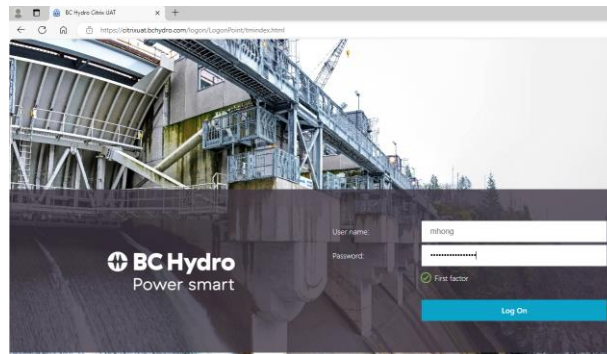 BC Hydro Citrix UAT
https://citrixuat.bchydro.com/logon/LogonPoint/tmindex.html
User name:
mhong
Password:
••••••••••••••••
BC Hydro
Power smart
First factor
Log On